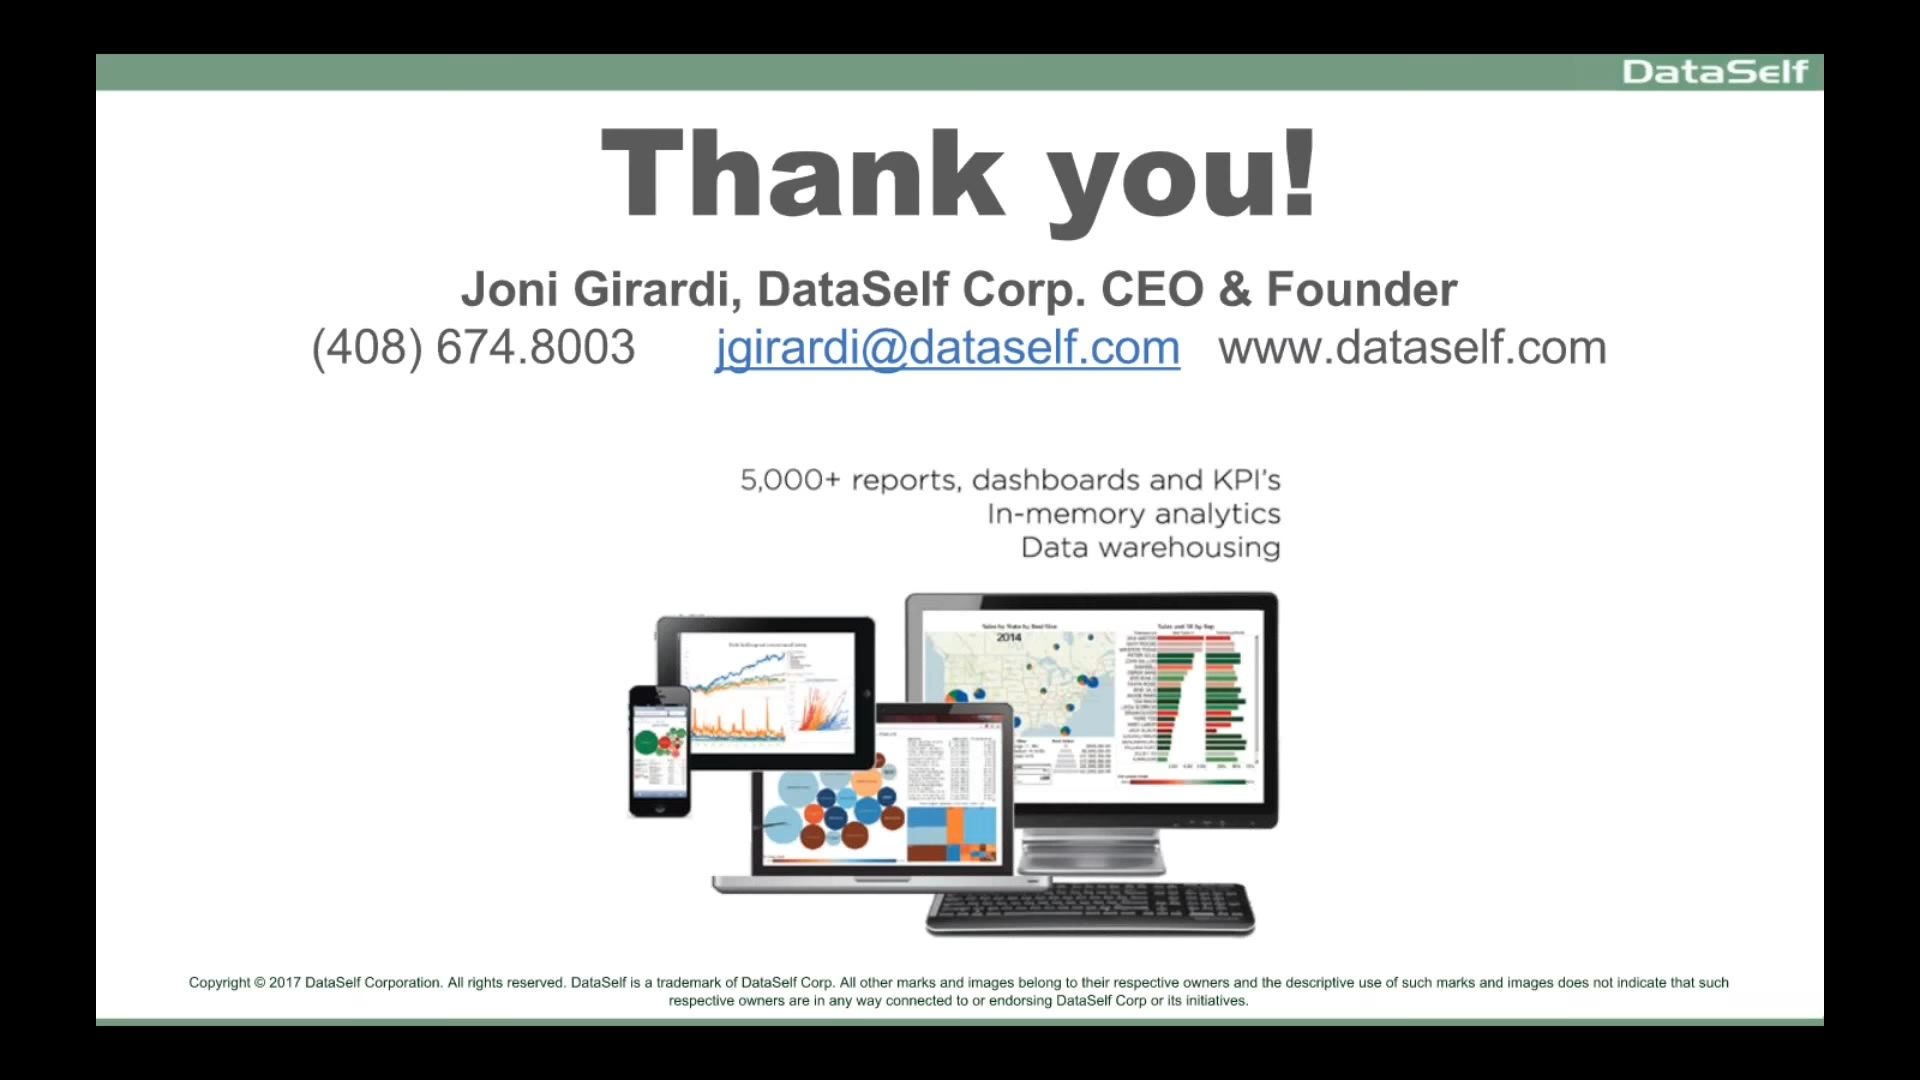 DataSelf
Thank you!
Joni Girardi, DataSelf Corp. CEO & Founder
(408) 674.8003 jgirardi@dataself.com www.dataself.com
5,000+ reports, dashboards and KPI's
In-memory analytics
Data warehousing
2014
Copyright © 2017 DataSelf Corporation. All rights reserved. DataSelf is a trademark of DataSelf Corp. All other marks and images belong to their respective owners and the descriptive use of such marks and images does not indicate that such
respective owners are in any way connected to or endorsing DataSelf Corp or its initiatives.